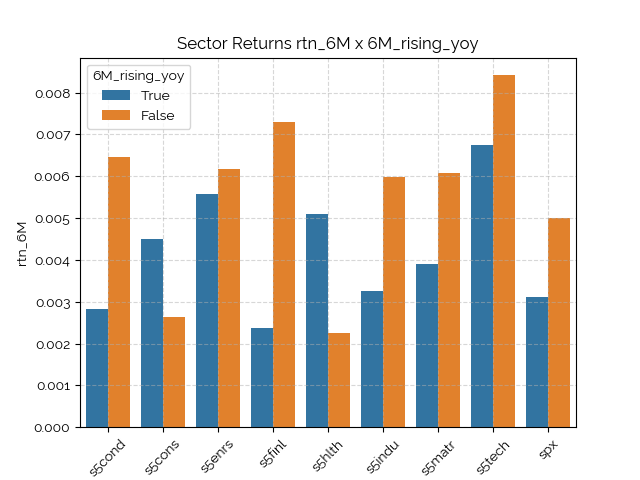 Sector Returns rtn_6M x 6M_rising_yoy
6M_rising_yoy
True
False
rtn_6M
0.008
0.007
0.006
0.005
0.004
0.003
0.002
0.001
0.000
s5cond
s5cons
s5enrs
s5finl
s5hlth
s5indu
s5matr
s5tech
spx